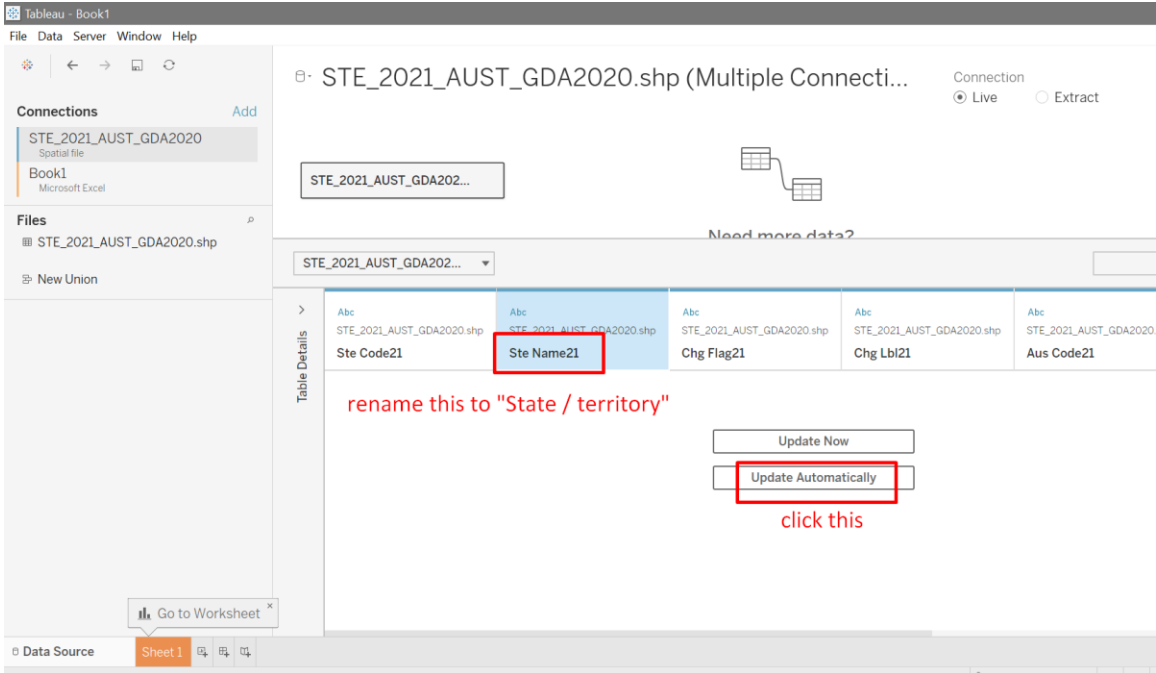 Tableau - Book1
File Data Server Window Help
STE_2021_AUST_GDA2020.shp (Multiple Connecti...
Connection
Live Extract
Connections Add
STE_2021_AUST_GDA2020
Spatial file
Book1
Microsoft Excel
STE_2021_AUST_GDA202...
Files
STE_2021_AUST_GDA2020.shp
New Union
Need more data?
STE_2021_AUST_GDA202...
Table Details
Abc Abc Abc Abc Abc
STE_2021_AUST_GDA2020.shp STE_2021_AUST_GDA2020.shp STE_2021_AUST_GDA2020.shp STE_2021_AUST_GDA2020.shp STE_2021_AUST_GDA2020.
Ste Code21 Ste Name21 Chg Flag21 Chg Lbl21 Aus Code21
rename this to "State / territory"
Update Now
Update Automatically
click this
Go to Worksheet ×
Data Source Sheet 1